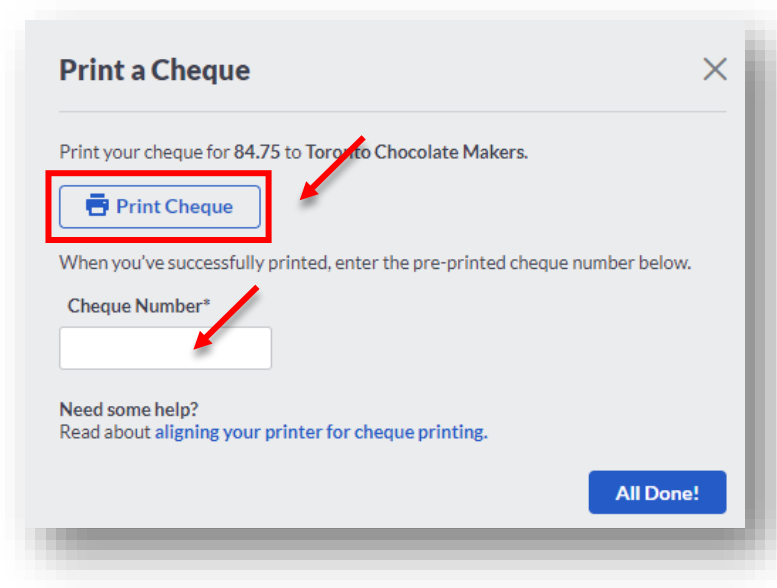 Print a Cheque
Print your cheque for 84.75 to Toronto Chocolate Makers.
Print Cheque
When you've successfully printed, enter the pre-printed cheque number below.
Cheque Number*
Need some help?
Read about aligning your printer for cheque printing.
All Done!